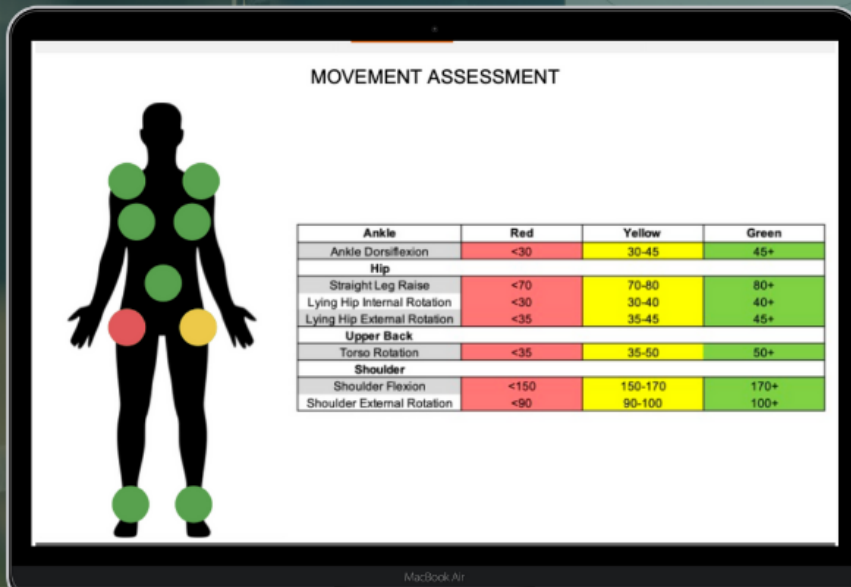 MOVEMENT ASSESSMENT
Ankle Red Yellow Green
Ankle Dorsiflexion <30 30-45 45+
Hip
Straight Leg Raise <70 70-80 80+
Lying Hip Internal Rotation <30 30-40 40+
Lying Hip External Rotation <35 35-45 45+
Upper Back
Torso Rotation <35 35-50 50+
Shoulder
Shoulder Flexion <150 150-170 170+
Shoulder External Rotation <90 90-100 100+
MacBook Air